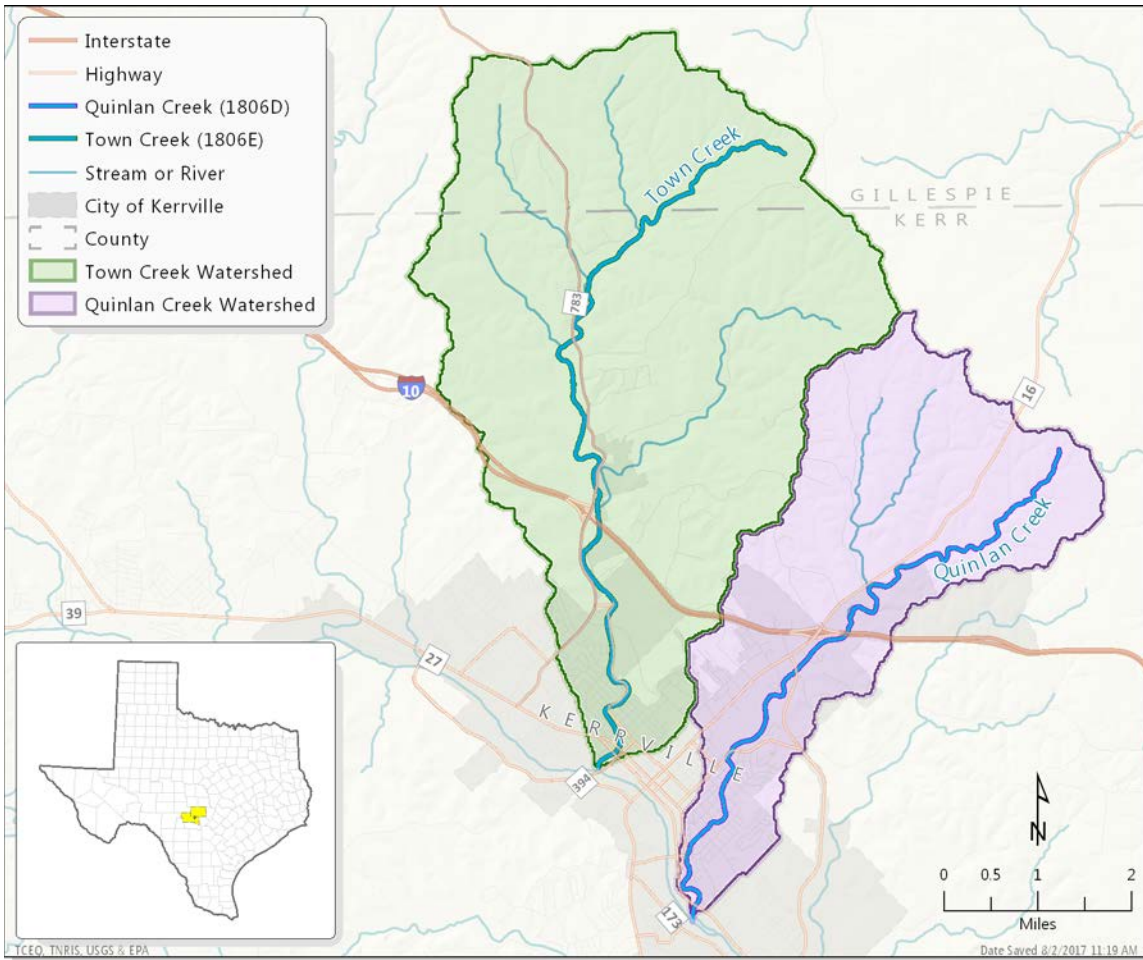 Interstate
Highway
Quinlan Creek (1806D)
Town Creek (1806E)
Stream or River
City of Kerrville
County
Town Creek Watershed
Quinlan Creek Watershed
Town Creek
GILLESPIE
KERR
783
10
16
Quinlan Creek
39
27
KERRVILLE
394
173
N
0 0.5 1 2
Miles
TCEQ, TNRIS, USGS & EPA
Date Saved 8/2/2017 11:19 AM